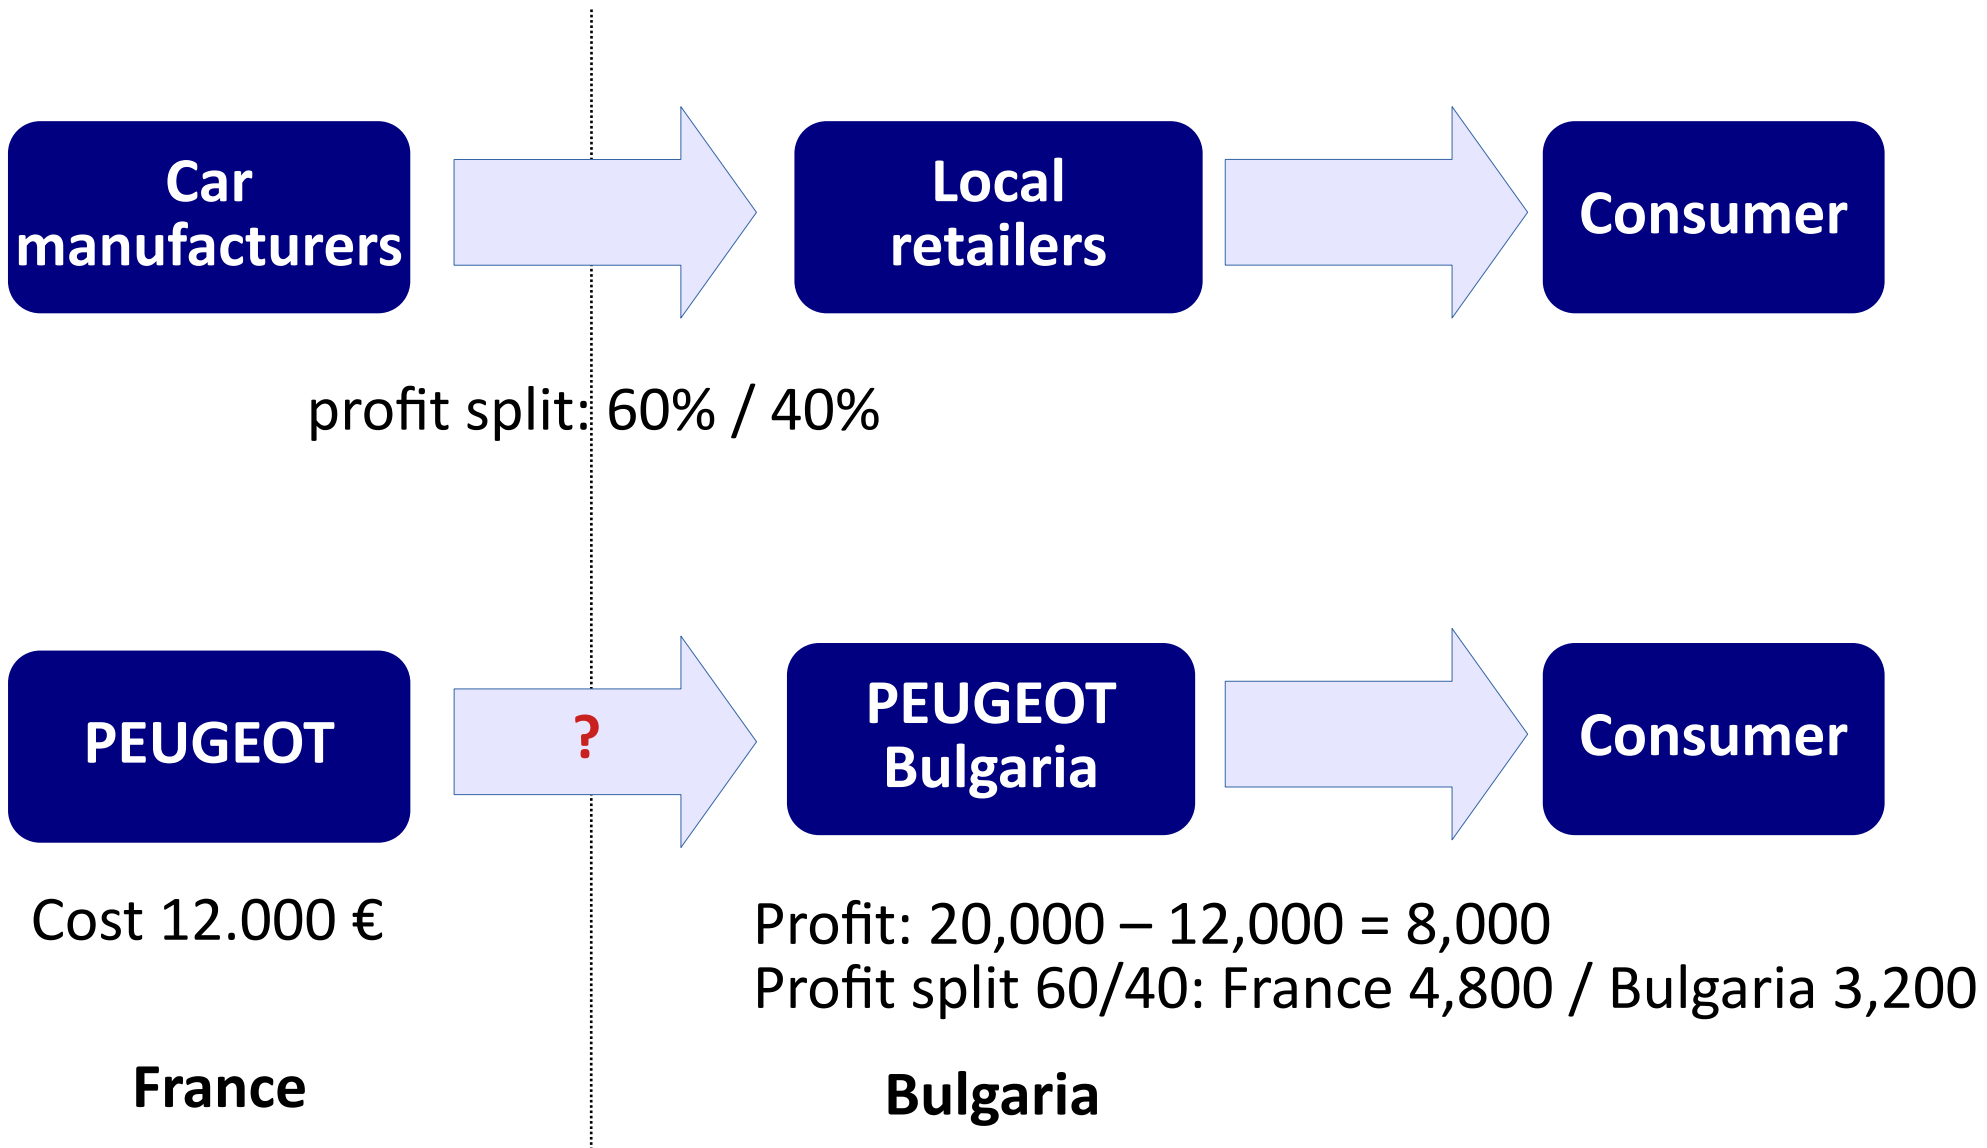 Car
manufacturers
Local
retailers
Consumer
profit split: 60% / 40%
PEUGEOT
?
PEUGEOT
Bulgaria
Consumer
Cost 12.000 €
Profit: 20,000 – 12,000 = 8,000
Profit split 60/40: France 4,800 / Bulgaria 3,200
France
Bulgaria